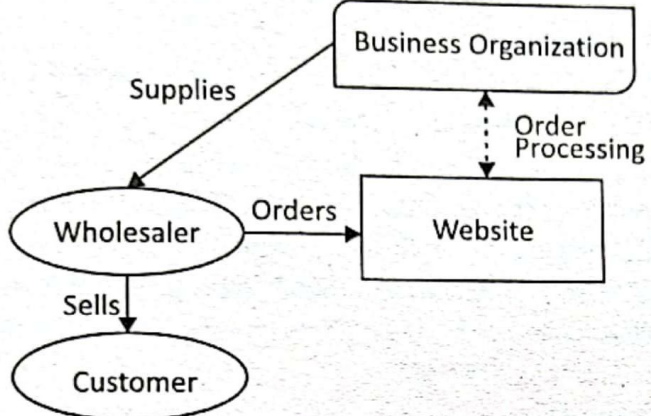 Business Organization
Supplies
Order
Processing
Wholesaler
Orders
Website
Sells
Customer